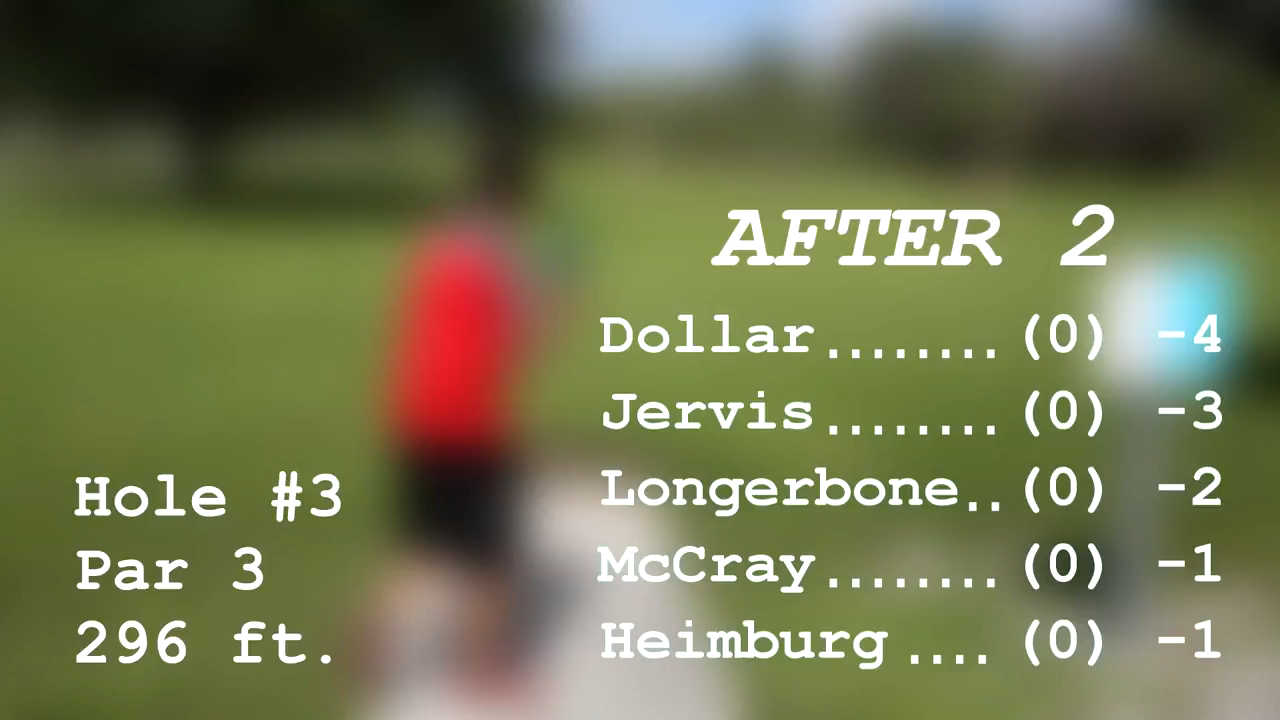 AFTER 2
Dollar........(0) -4
Jervis........(0) -3
Longerbone..(0) -2
McCray........(0) -1
Heimburg ....(0) -1
Hole #3
Par 3
296 ft.